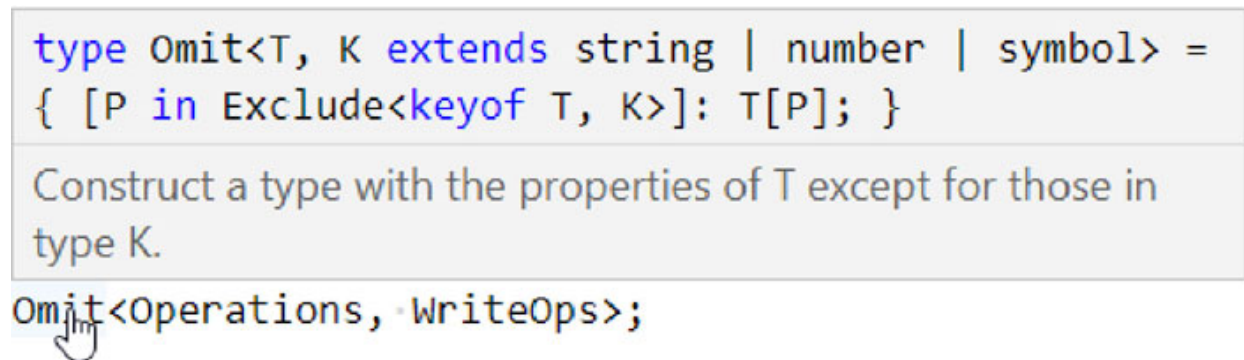 type Omit<T, K extends string | number | symbol> =
{ [P in Exclude<keyof T, K>]: T[P]; }
Construct a type with the properties of T except for those in
type K.
Omit<Operations, WriteOps>;